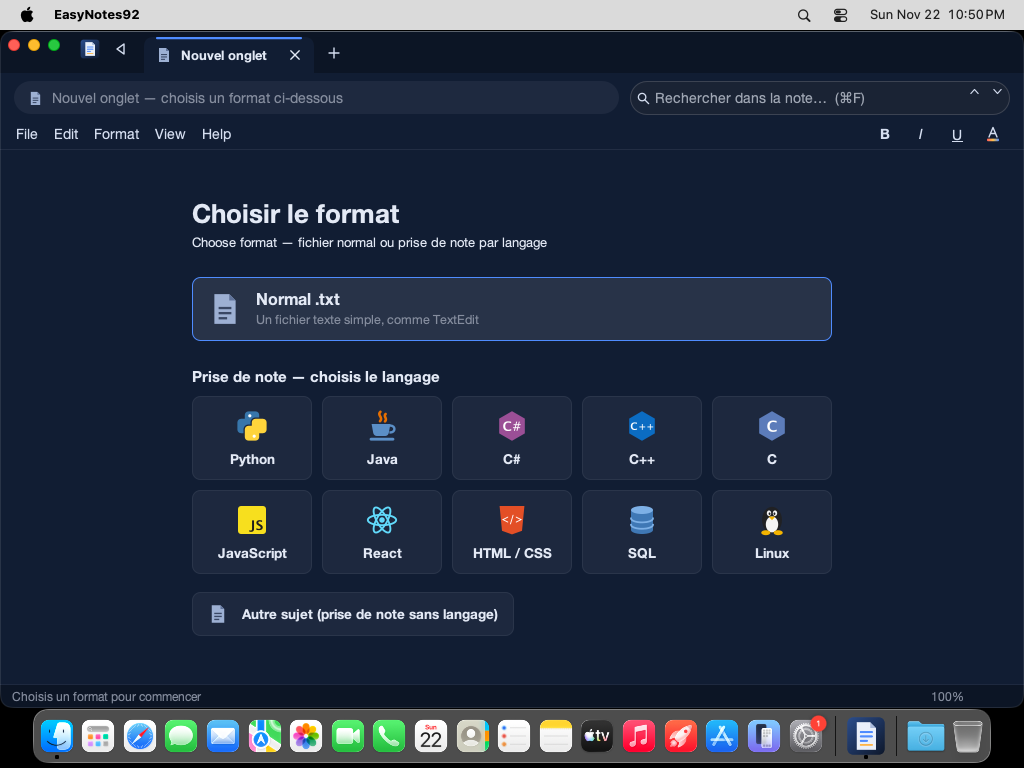 EasyNotes92
Sun Nov 22 10:50 PM
Nouvel onglet
Nouvel onglet — choisis un format ci-dessous
Rechercher dans la note… (⌘F)
File Edit Format View Help
B I U A
Choisir le format
Choose format — fichier normal ou prise de note par langage
Normal .txt
Un fichier texte simple, comme TextEdit
Prise de note — choisis le langage
C# C++ C
Python Java C# C++ C
JS </>
JavaScript React HTML / CSS SQL Linux
Autre sujet (prise de note sans langage)
Choisis un format pour commencer
100%
Sun
22
tv
1